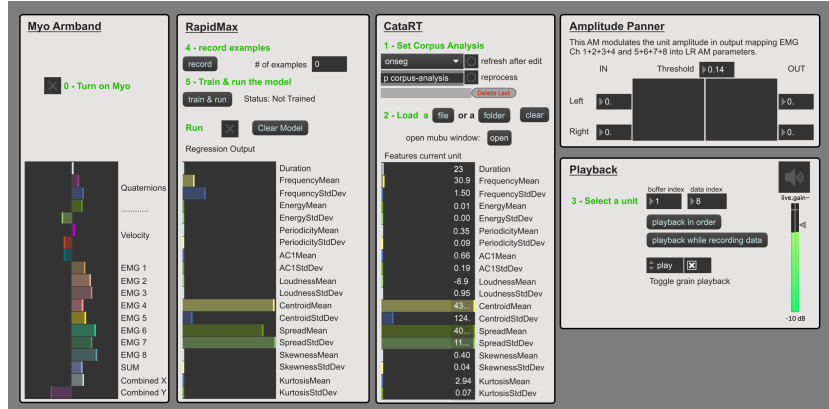 Myo Armband
0 - Turn on Myo
Quaternions
............
Velocity
EMG 1
EMG 2
EMG 3
EMG 4
EMG 5
EMG 6
EMG 7
EMG 8
SUM
Combined X
Combined Y
RapidMax
4 - record examples
record # of examples 0
5 - Train & run the model
train & run Status: Not Trained
Run Clear Model
Regression Output
Duration
FrequencyMean
FrequencyStdDev
EnergyMean
EnergyStdDev
PeriodicityMean
PeriodicityStdDev
AC1Mean
AC1StdDev
LoudnessMean
LoudnessStdDev
CentroidMean
CentroidStdDev
SpreadMean
SpreadStdDev
SkewnessMean
SkewnessStdDev
KurtosisMean
KurtosisStdDev
CataRT
1 - Set Corpus Analysis
onseg refresh after edit
p corpus-analysis reprocess
Delete Last
2 - Load a file or a folder clear
open mubu window: open
Features current unit
23 Duration
30.9 FrequencyMean
1.50 FrequencyStdDev
0.01 EnergyMean
0.00 EnergyStdDev
0.35 PeriodicityMean
0.09 PeriodicityStdDev
0.66 AC1Mean
0.19 AC1StdDev
-8.9 LoudnessMean
0.95 LoudnessStdDev
43... CentroidMean
124. CentroidStdDev
40... SpreadMean
11... SpreadStdDev
0.40 SkewnessMean
0.04 SkewnessStdDev
2.94 KurtosisMean
0.07 KurtosisStdDev
Amplitude Panner
This AM modulates the unit amplitude in output mapping EMG
Ch 1+2+3+4 and 5+6+7+8 into LR AM parameters.
IN Threshold 0.14 OUT
Left 0. 0.
Right 0. 0.
Playback
buffer index data index
live.gain~
3 - Select a unit 1 8
playback in order
playback while recording data
play
Toggle grain playback
-10 dB